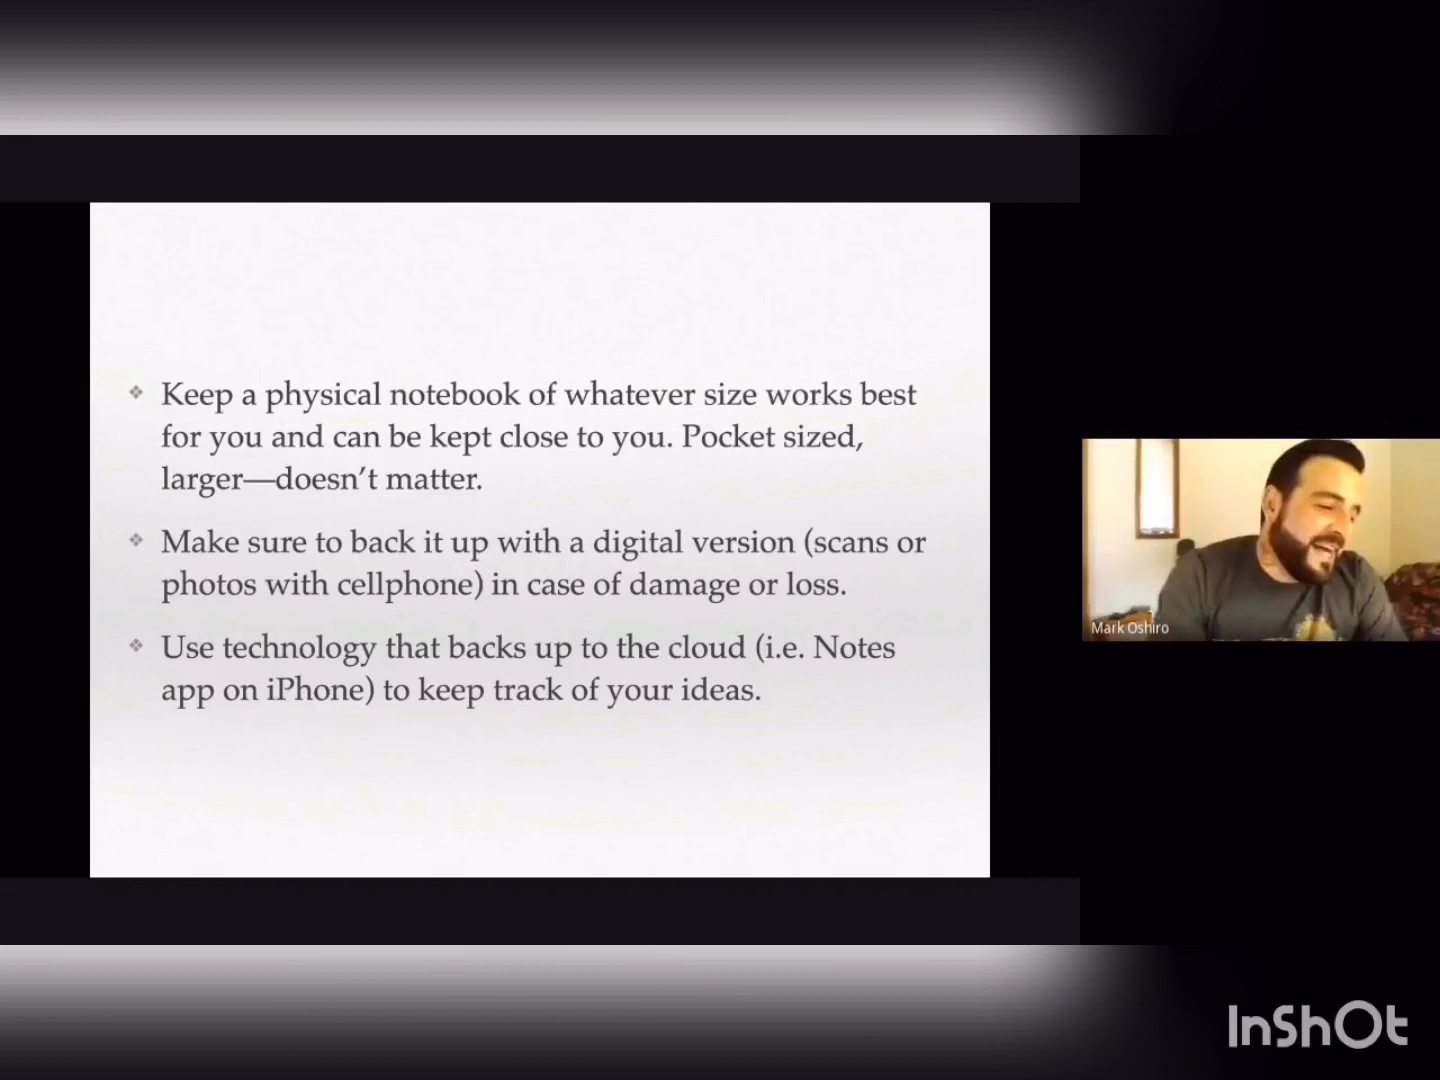 Keep a physical notebook of whatever size works best
for you and can be kept close to you. Pocket sized,
larger—doesn’t matter.
Make sure to back it up with a digital version (scans or
photos with cellphone) in case of damage or loss.
Use technology that backs up to the cloud (i.e. Notes
app on iPhone) to keep track of your ideas.
Mark Oshiro
InShOt